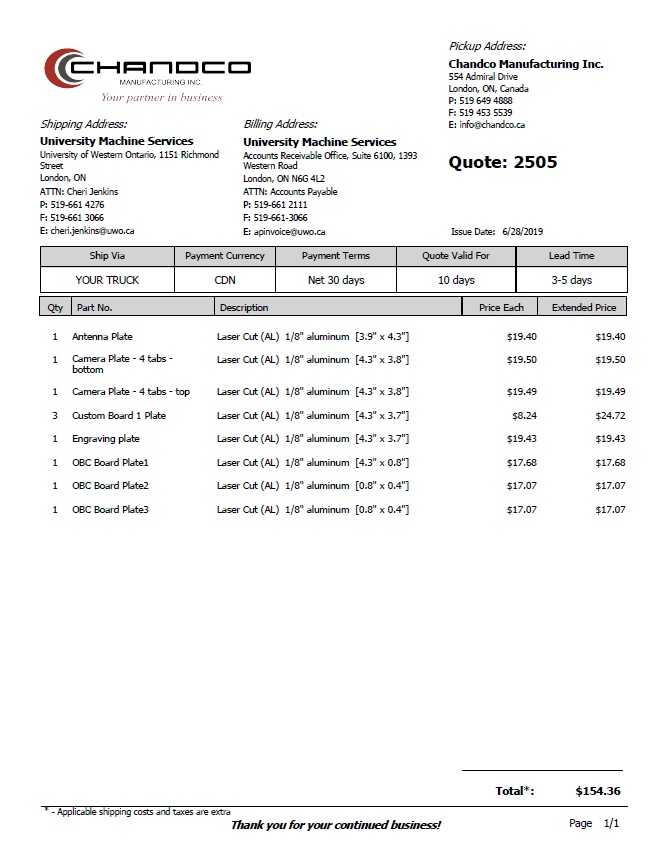 CHANDCO
MANUFACTURING INC.
Your partner in business
Pickup Address:
Chandco Manufacturing Inc.
554 Admiral Drive
London, ON, Canada
P: 519 649 4888
F: 519 453 5539
E: info@chandco.ca
Shipping Address:
University Machine Services
University of Western Ontario, 1151 Richmond
Street
London, ON
ATTN: Cheri Jenkins
P: 519-661 4276
F: 519-661 3066
E: cheri.jenkins@uwo.ca
Billing Address:
University Machine Services
Accounts Receivable Office, Suite 6100, 1393
Western Road
London, ON N6G 4L2
ATTN: Accounts Payable
P: 519-661 2111
F: 519-661-3066
E: apinvoice@uwo.ca
Quote: 2505
Issue Date: 6/28/2019
Ship Via Payment Currency Payment Terms Quote Valid For Lead Time
YOUR TRUCK CDN Net 30 days 10 days 3-5 days
Qty Part No. Description Price Each Extended Price
1 Antenna Plate Laser Cut (AL) 1/8" aluminum [3.9" x 4.3"] $19.40 $19.40
1 Camera Plate - 4 tabs - Laser Cut (AL) 1/8" aluminum [4.3" x 3.8"] $19.50 $19.50
bottom
1 Camera Plate - 4 tabs - top Laser Cut (AL) 1/8" aluminum [4.3" x 3.8"] $19.49 $19.49
3 Custom Board 1 Plate Laser Cut (AL) 1/8" aluminum [4.3" x 3.7"] $8.24 $24.72
1 Engraving plate Laser Cut (AL) 1/8" aluminum [4.3" x 3.7"] $19.43 $19.43
1 OBC Board Plate1 Laser Cut (AL) 1/8" aluminum [4.3" x 0.8"] $17.68 $17.68
1 OBC Board Plate2 Laser Cut (AL) 1/8" aluminum [0.8" x 0.4"] $17.07 $17.07
1 OBC Board Plate3 Laser Cut (AL) 1/8" aluminum [0.8" x 0.4"] $17.07 $17.07
Total*: $154.36
* - Applicable shipping costs and taxes are extra
Thank you for your continued business!
Page 1/1